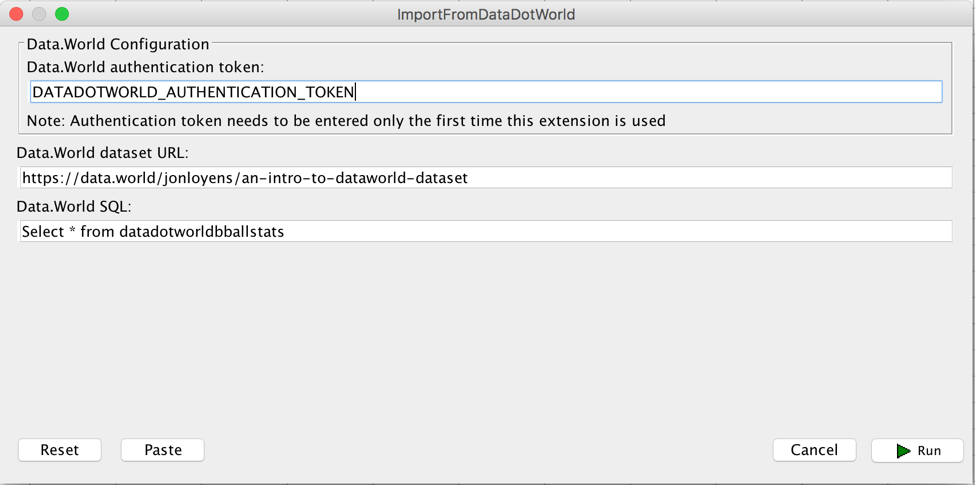 ImportFromDataDotWorld
Data.World Configuration
Data.World authentication token:
DATADOTWORLD_AUTHENTICATION_TOKEN
Note: Authentication token needs to be entered only the first time this extension is used
Data.World dataset URL:
https://data.world/jonloyens/an-intro-to-dataworld-dataset
Data.World SQL:
Select * from datadotworldbballstats
Reset Paste Cancel Run